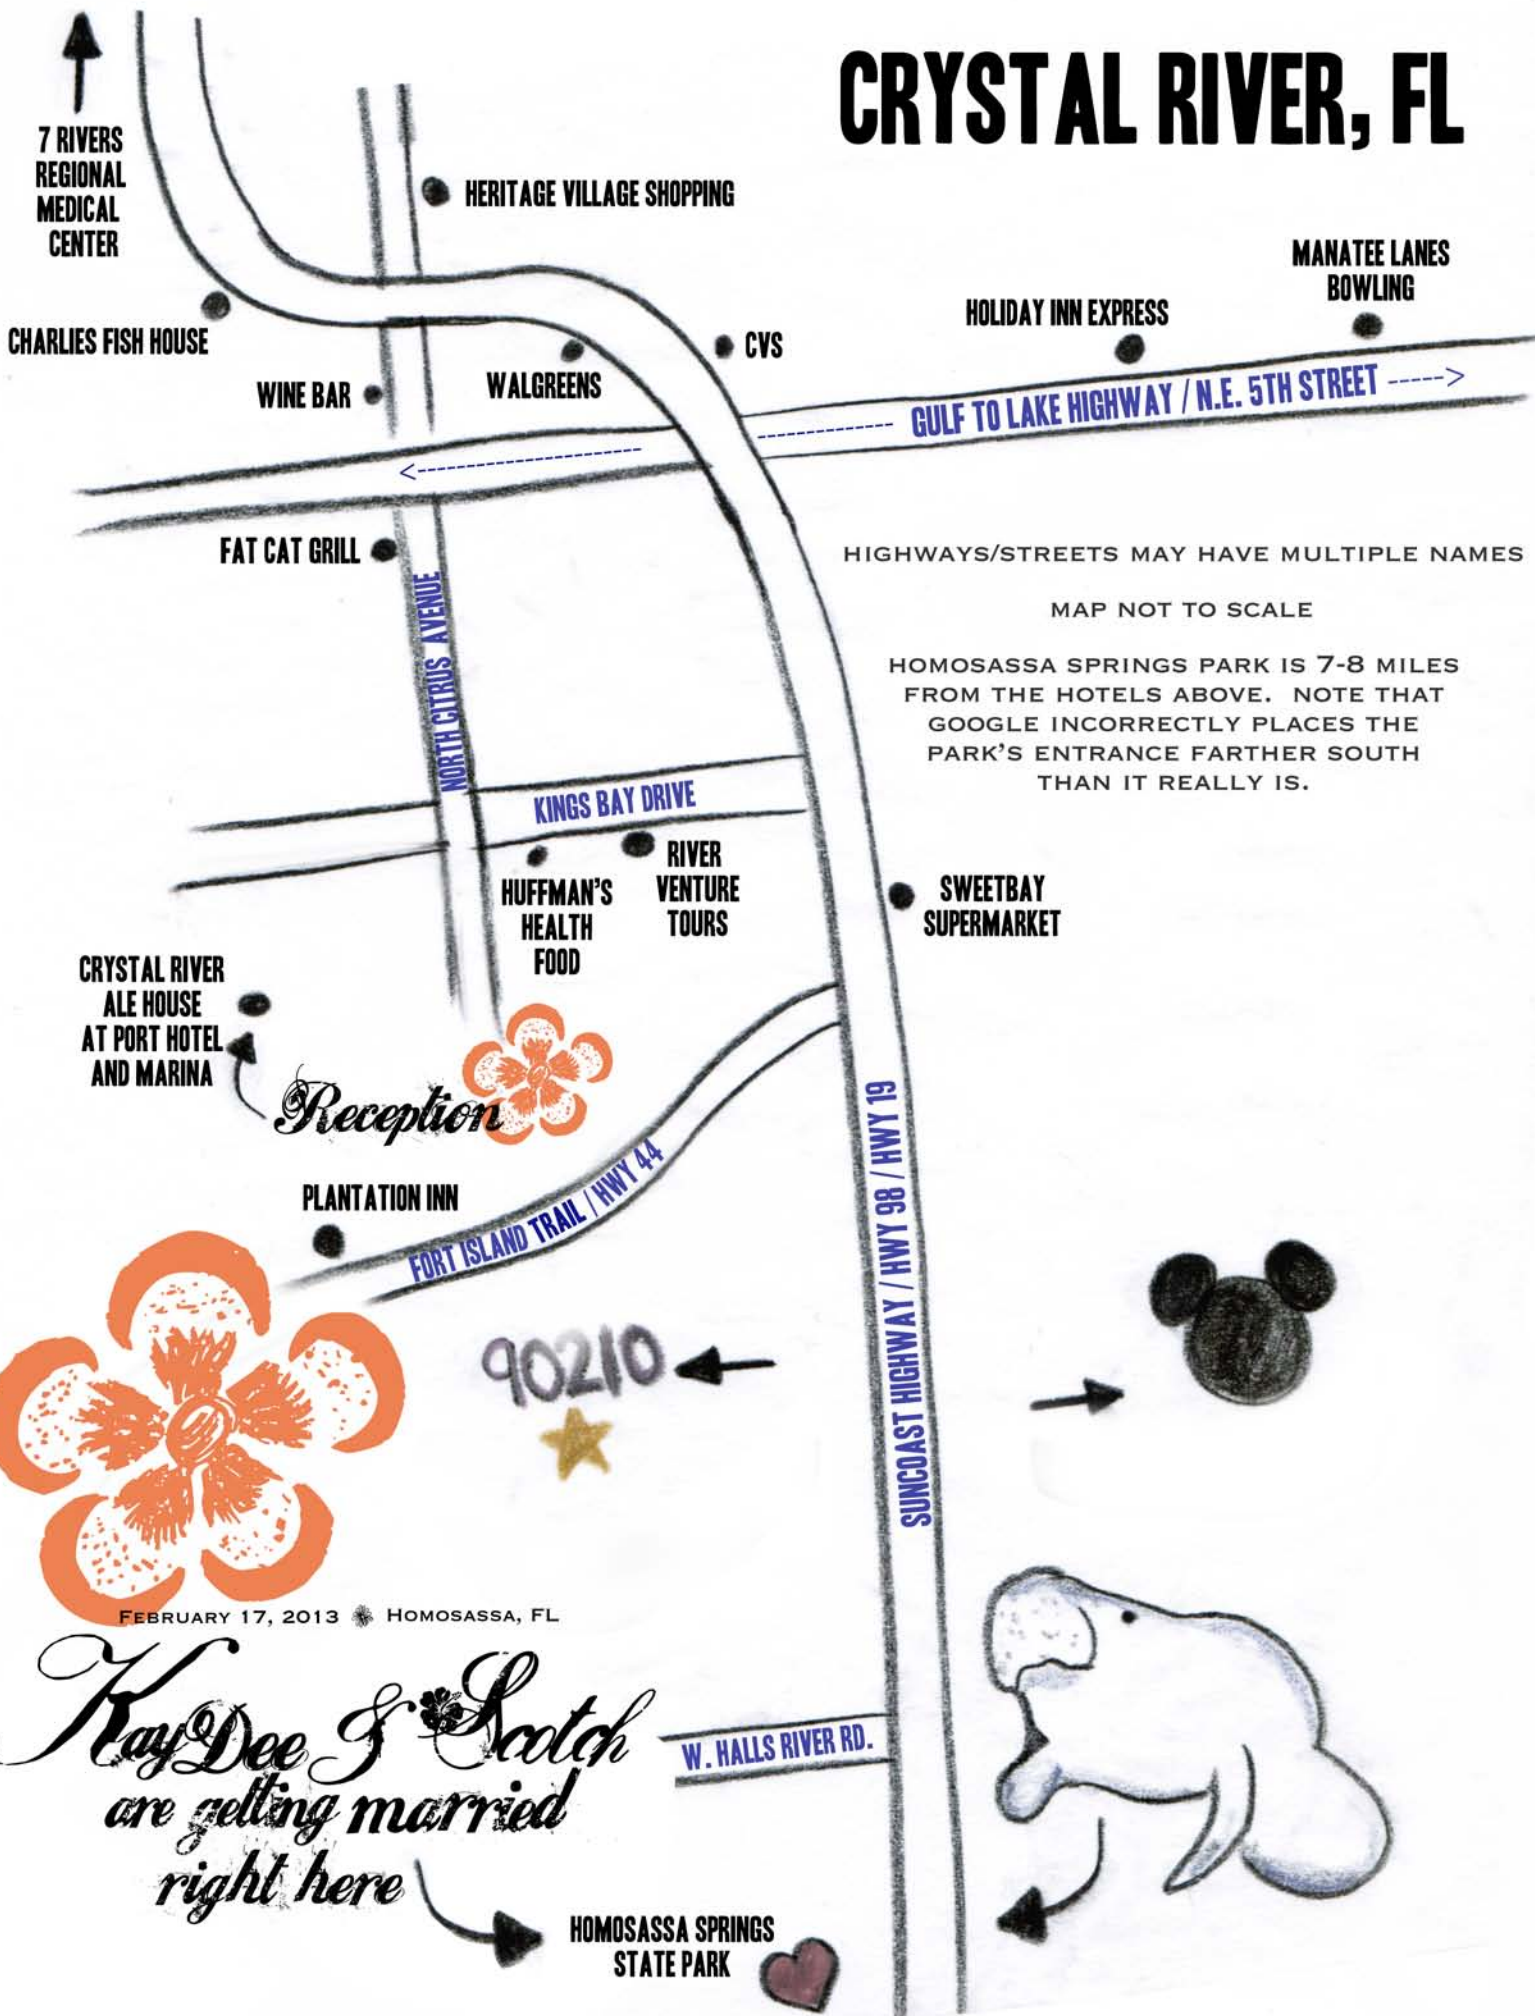 CRYSTAL RIVER, FL
7 RIVERS
REGIONAL
MEDICAL
CENTER
HERITAGE VILLAGE SHOPPING
MANATEE LANES
BOWLING
HOLIDAY INN EXPRESS
CHARLIES FISH HOUSE
CVS
WINE BAR
WALGREENS
GULF TO LAKE HIGHWAY / N.E. 5TH STREET
FAT CAT GRILL
NORTH CITRUS AVENUE
HIGHWAYS/STREETS MAY HAVE MULTIPLE NAMES
MAP NOT TO SCALE
HOMOSASSA SPRINGS PARK IS 7-8 MILES
FROM THE HOTELS ABOVE. NOTE THAT
GOOGLE INCORRECTLY PLACES THE
PARK'S ENTRANCE FARTHER SOUTH
THAN IT REALLY IS.
KINGS BAY DRIVE
RIVER
VENTURE
TOURS
HUFFMAN'S
HEALTH
FOOD
SWEETBAY
SUPERMARKET
CRYSTAL RIVER
ALE HOUSE
AT PORT HOTEL
AND MARINA
Reception
PLANTATION INN
FORT ISLAND TRAIL / HWY 44
SUNCOAST HIGHWAY / HWY 98 / HWY 19
90210
FEBRUARY 17, 2013 HOMOSASSA, FL
KayDee & Scotch
are getting married
right here
W. HALLS RIVER RD.
HOMOSASSA SPRINGS
STATE PARK